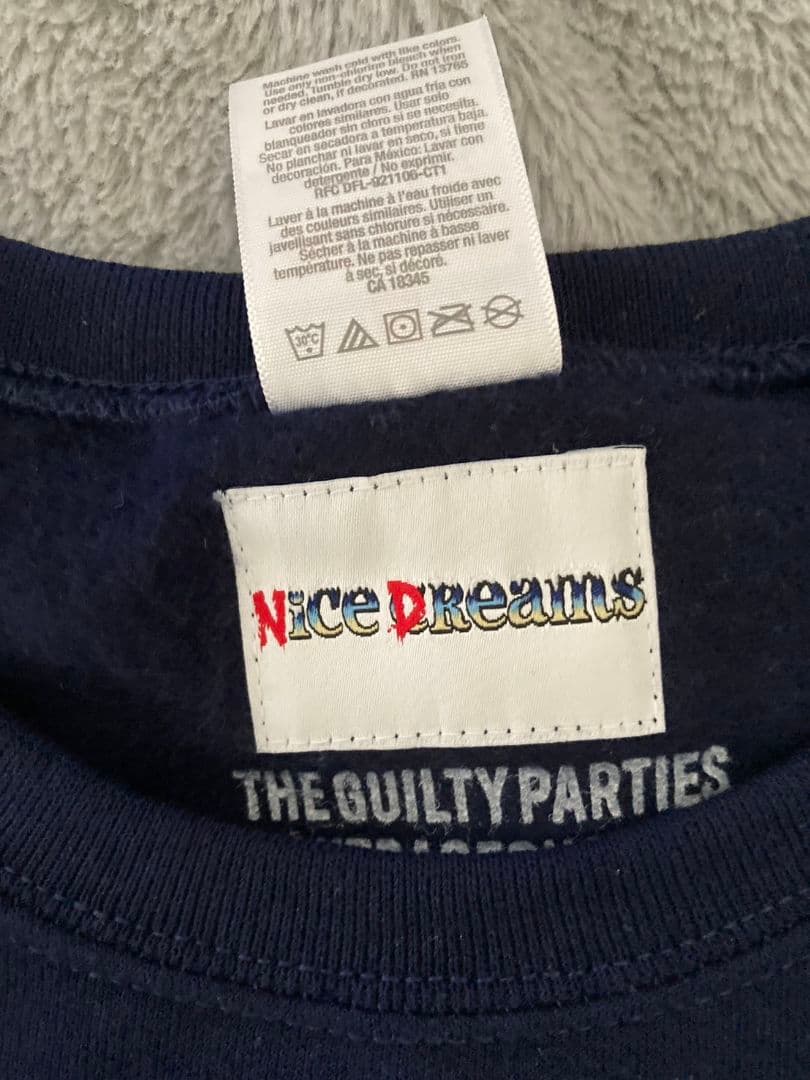 Machine wash cold with like colors.
Use only non-chlorine bleach when
needed. Tumble dry low. Do not iron
or dry clean, if decorated. RN 13765
Lavar en lavadora con agua fría con
colores similares. Usar solo
blanqueador sin cloro si se necesita.
Secar en secadora a temperatura baja.
No planchar ni lavar en seco, si tiene
decoración. Para México: Lavar con
detergente / No exprimir.
RFC DFL-921106-CT1
Laver à la machine à l'eau froide avec
des couleurs similaires. Utiliser un
javellisant sans chlorure si nécessaire.
Sécher à la machine à basse
température. Ne pas repasser ni laver
à sec, si décoré.
CA 18345
30°C
Nice Dreams
THE GUILTY PARTIES